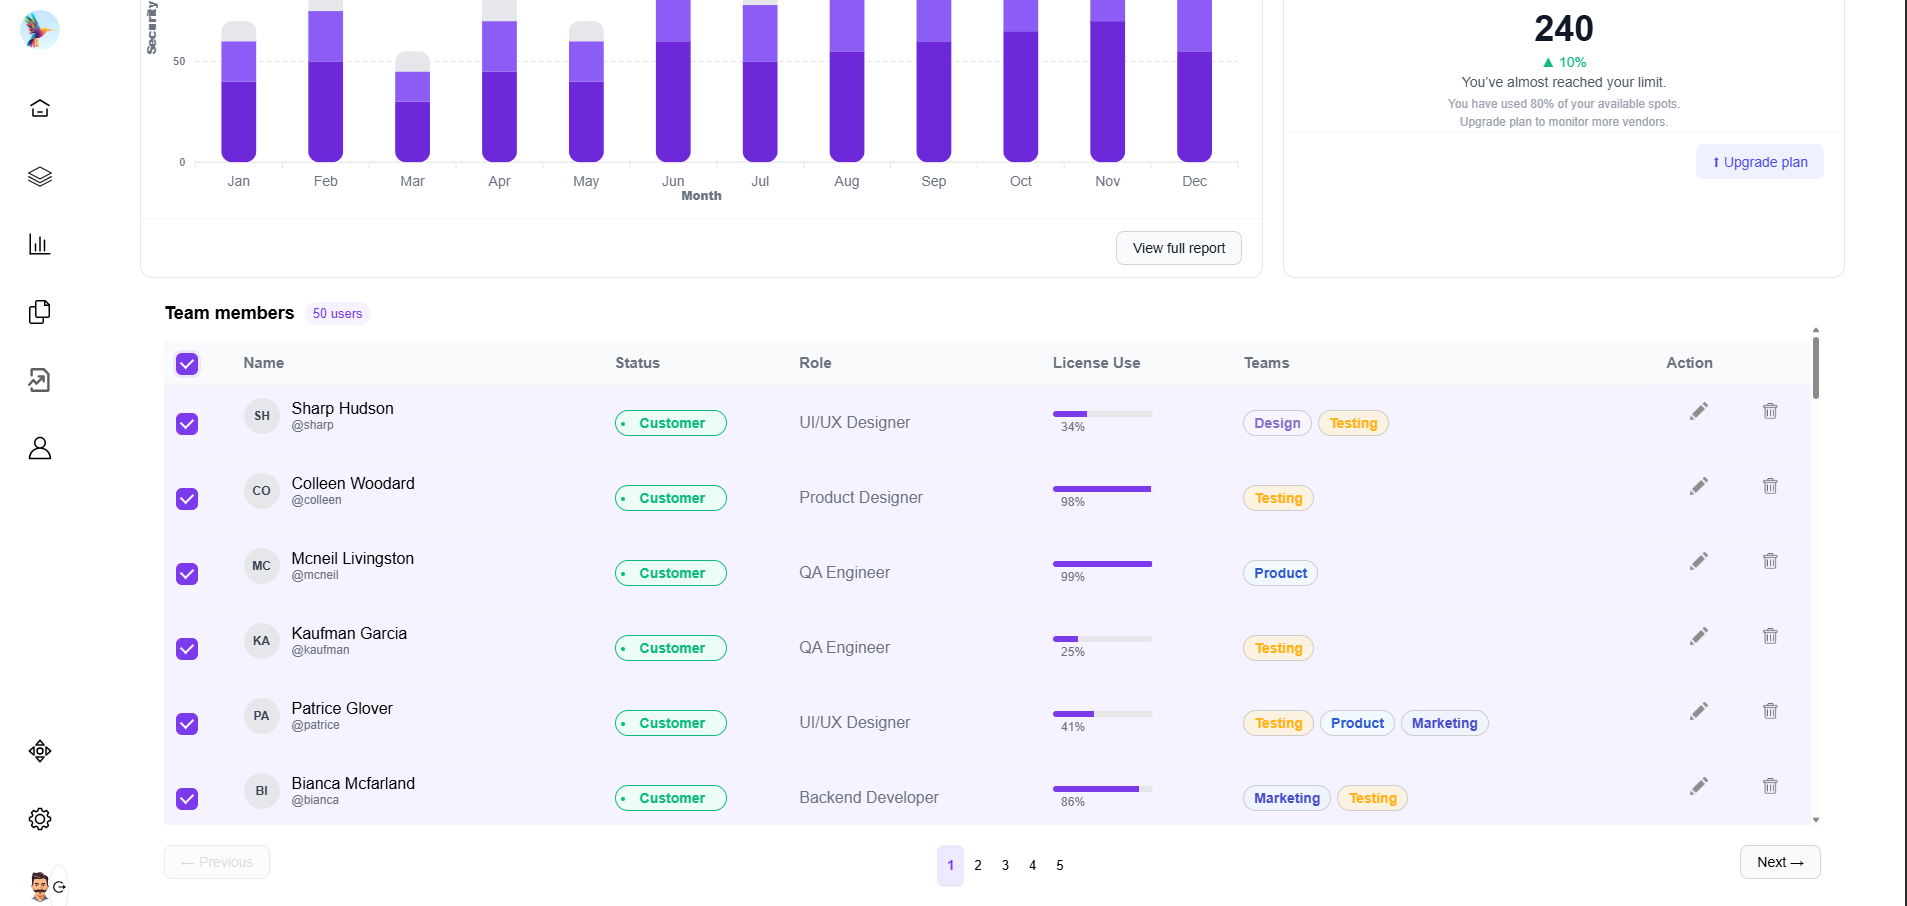 Security
50
0
Jan Feb Mar Apr May Jun Jul Aug Sep Oct Nov Dec
Month
View full report
240
▲ 10%
You've almost reached your limit.
You have used 80% of your available spots.
Upgrade plan to monitor more vendors.
⬆ Upgrade plan
Team members 50 users
Name Status Role License Use Teams Action
SH Sharp Hudson
@sharp
Customer UI/UX Designer 34% Design Testing
CO Colleen Woodard
@colleen
Customer Product Designer 98% Testing
MC Mcneil Livingston
@mcneil
Customer QA Engineer 99% Product
KA Kaufman Garcia
@kaufman
Customer QA Engineer 25% Testing
PA Patrice Glover
@patrice
Customer UI/UX Designer 41% Testing Product Marketing
BI Bianca Mcfarland
@bianca
Customer Backend Developer 86% Marketing Testing
← Previous 1 2 3 4 5 Next →